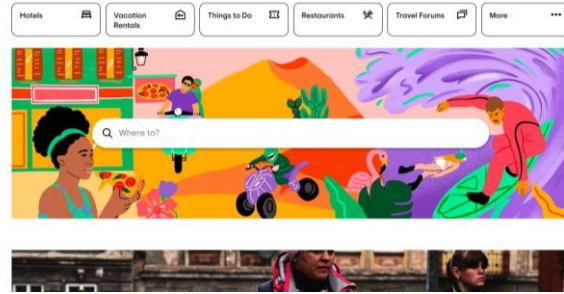 Hotels
Vacation
Rentals
Things to Do
Restaurants
Travel Forums
More
Where to?